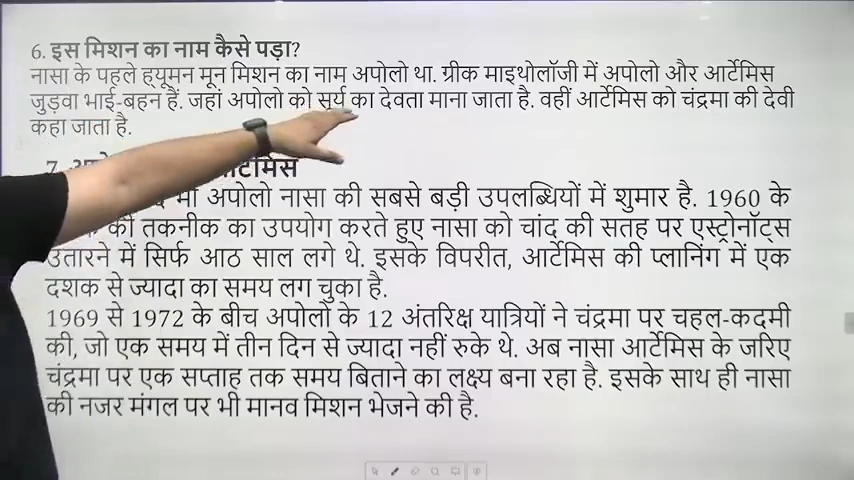 6. इस मिशन का नाम कैसे पड़ा?
नासा के पहले ह्यूमन मून मिशन का नाम अपोलो था. ग्रीक माइथोलॉजी में अपोलो और आर्टेमिस
जुड़वा भाई-बहन हैं. जहां अपोलो को सूर्य का देवता माना जाता है. वहीं आर्टेमिस को चंद्रमा की देवी
कहा जाता है.
7.
अपोलो नासा की सबसे बड़ी उपलब्धियों में शुमार है. 1960 के
की तकनीक का उपयोग करते हुए नासा को चांद की सतह पर एस्ट्रोनॉट्स
उतारने में सिर्फ आठ साल लगे थे. इसके विपरीत, आर्टेमिस की प्लानिंग में एक
दशक से ज्यादा का समय लग चुका है.
1969 से 1972 के बीच अपोलो के 12 अंतरिक्ष यात्रियों ने चंद्रमा पर चहल-कदमी
की, जो एक समय में तीन दिन से ज्यादा नहीं रुके थे. अब नासा आर्टेमिस के जरिए
चंद्रमा पर एक सप्ताह तक समय बिताने का लक्ष्य बना रहा है. इसके साथ ही नासा
की नजर मंगल पर भी मानव मिशन भेजने की है.